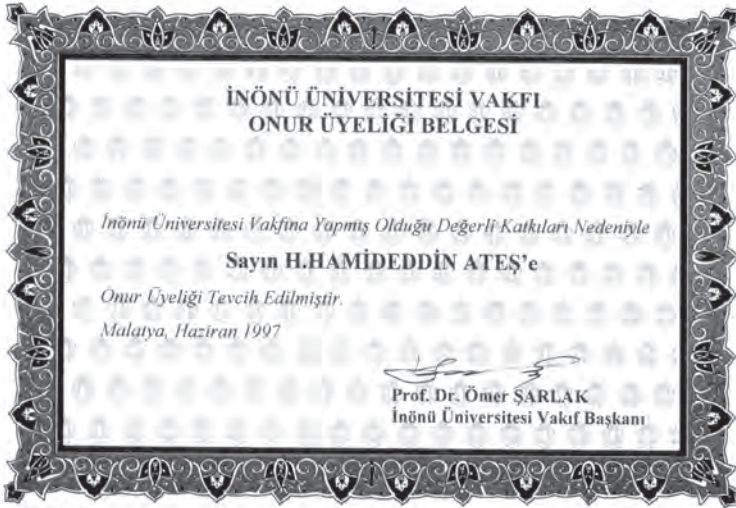 İNÖNÜ ÜNİVERSİTESİ VAKFI
ONUR ÜYELİĞİ BELGESİ
İnönü Üniversitesi Vakfına Yapmış Olduğu Değerli Katkıları Nedeniyle
Sayın H.HAMİDEDDİN ATEŞ'e
Onur Üyeliği Tevcih Edilmiştir.
Malatya, Haziran 1997
Prof. Dr. Ömer ŞARLAK
İnönü Üniversitesi Vakıf Başkanı